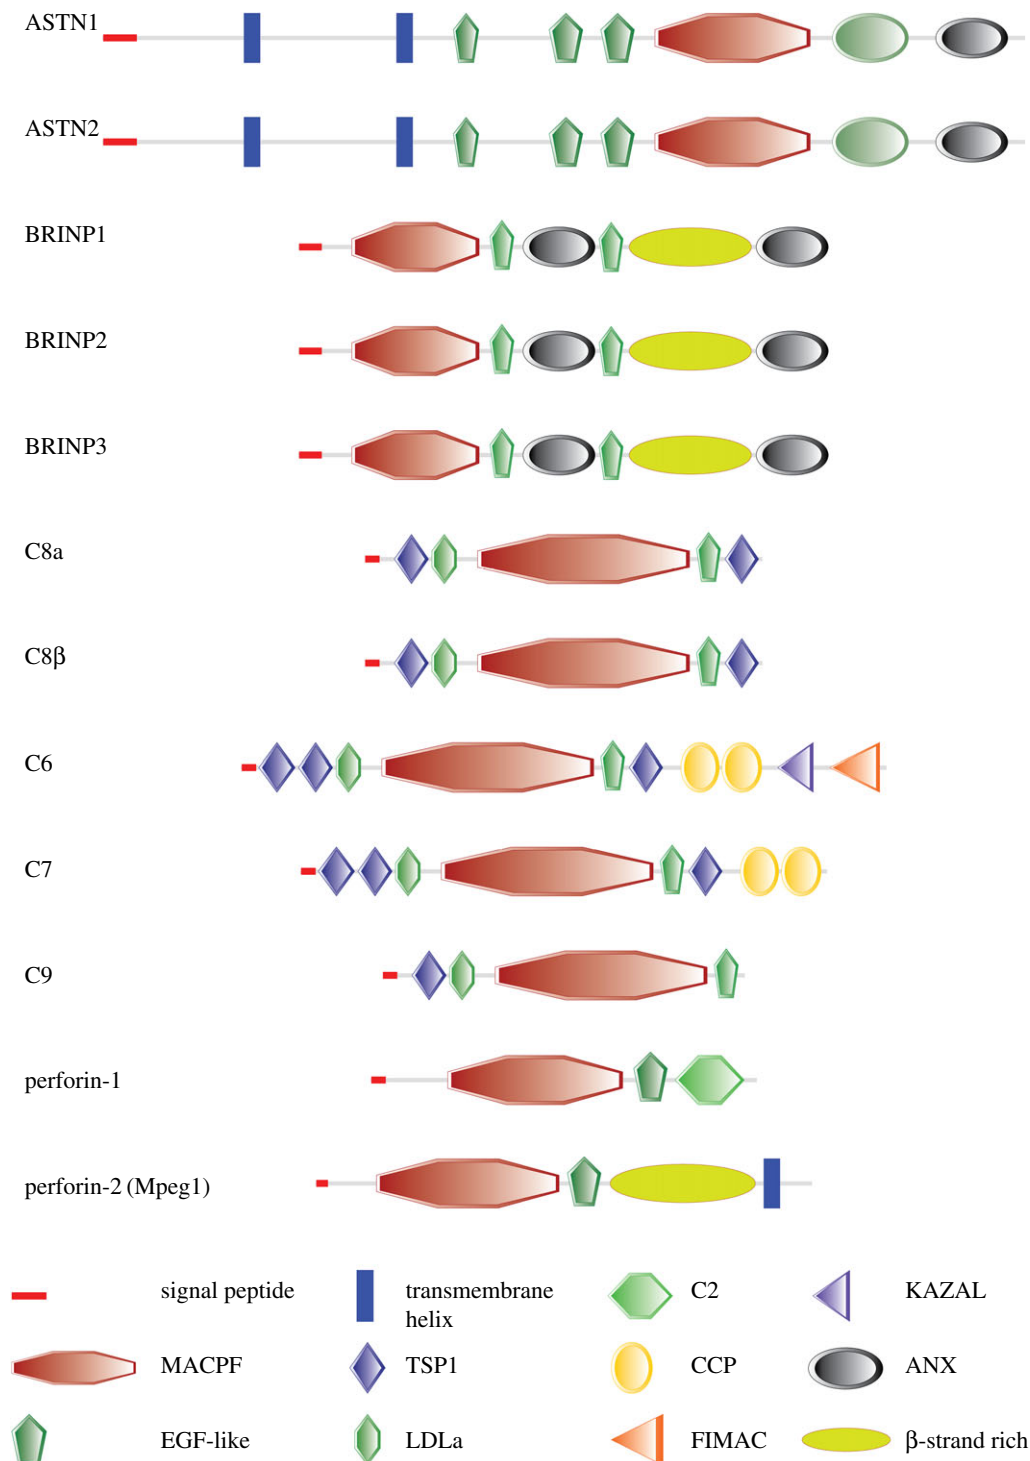 ASTN1
ASTN2
BRINP1
BRINP2
BRINP3
C8a
C8β
C6
C7
C9
perforin-1
perforin-2 (Mpeg1)
signal peptide
transmembrane
helix
C2
KAZAL
MACPF
TSP1
CCP
ANX
EGF-like
LDLa
FIMAC
β-strand rich